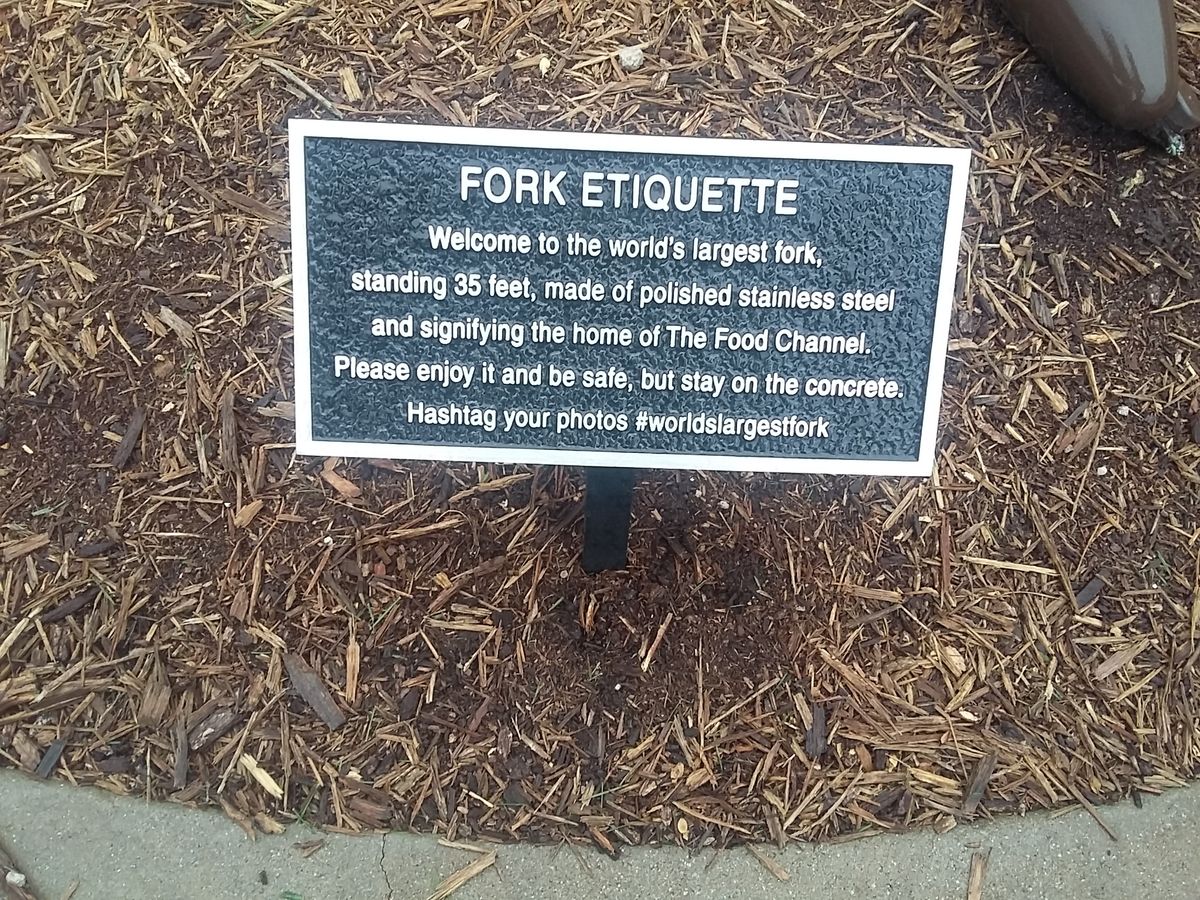 FORK ETIQUETTE
Welcome to the world's largest fork,
standing 35 feet, made of polished stainless steel
and signifying the home of The Food Channel.
Please enjoy it and be safe, but stay on the concrete.
Hashtag your photos #worldslargestfork